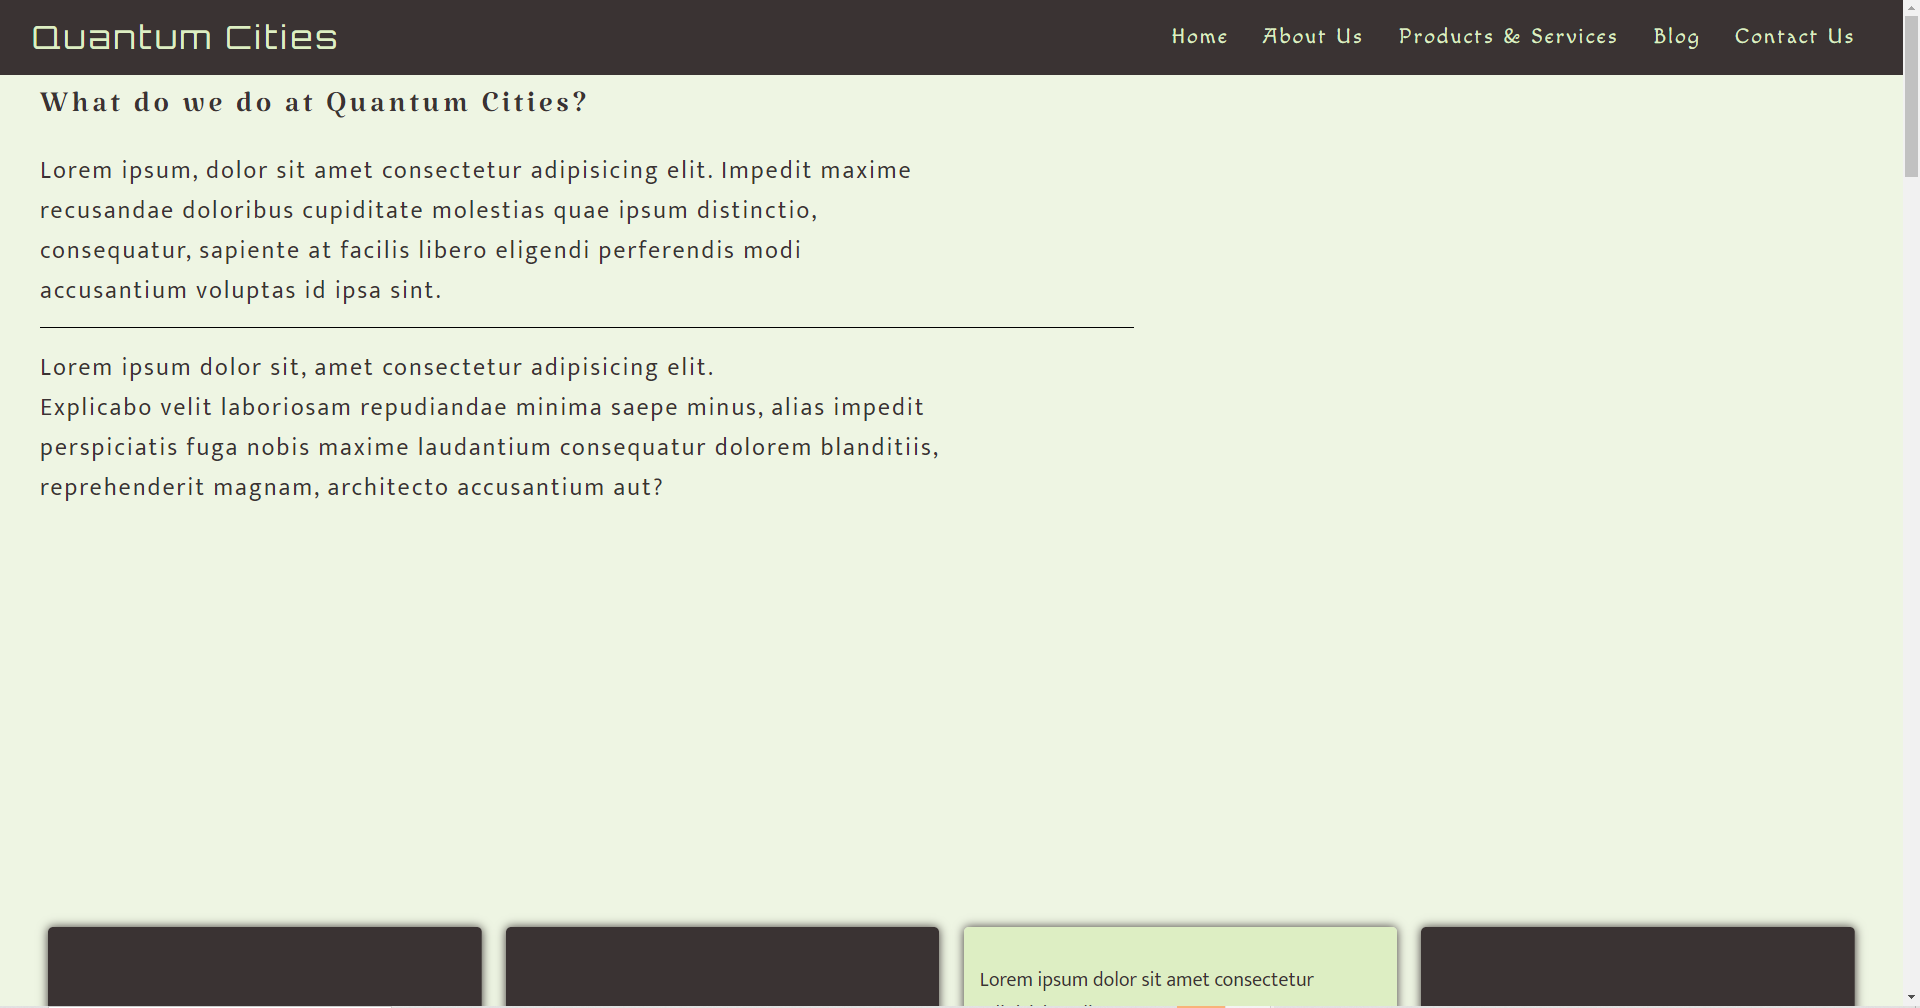 Quantum Cities
Home About Us Products & Services Blog Contact Us
What do we do at Quantum Cities?
Lorem ipsum, dolor sit amet consectetur adipisicing elit. Impedit maxime
recusandae doloribus cupiditate molestias quae ipsum distinctio,
consequatur, sapiente at facilis libero eligendi perferendis modi
accusantium voluptas id ipsa sint.
Lorem ipsum dolor sit, amet consectetur adipisicing elit.
Explicabo velit laboriosam repudiandae minima saepe minus, alias impedit
perspiciatis fuga nobis maxime laudantium consequatur dolorem blanditiis,
reprehenderit magnam, architecto accusantium aut?
Lorem ipsum dolor sit amet consectetur